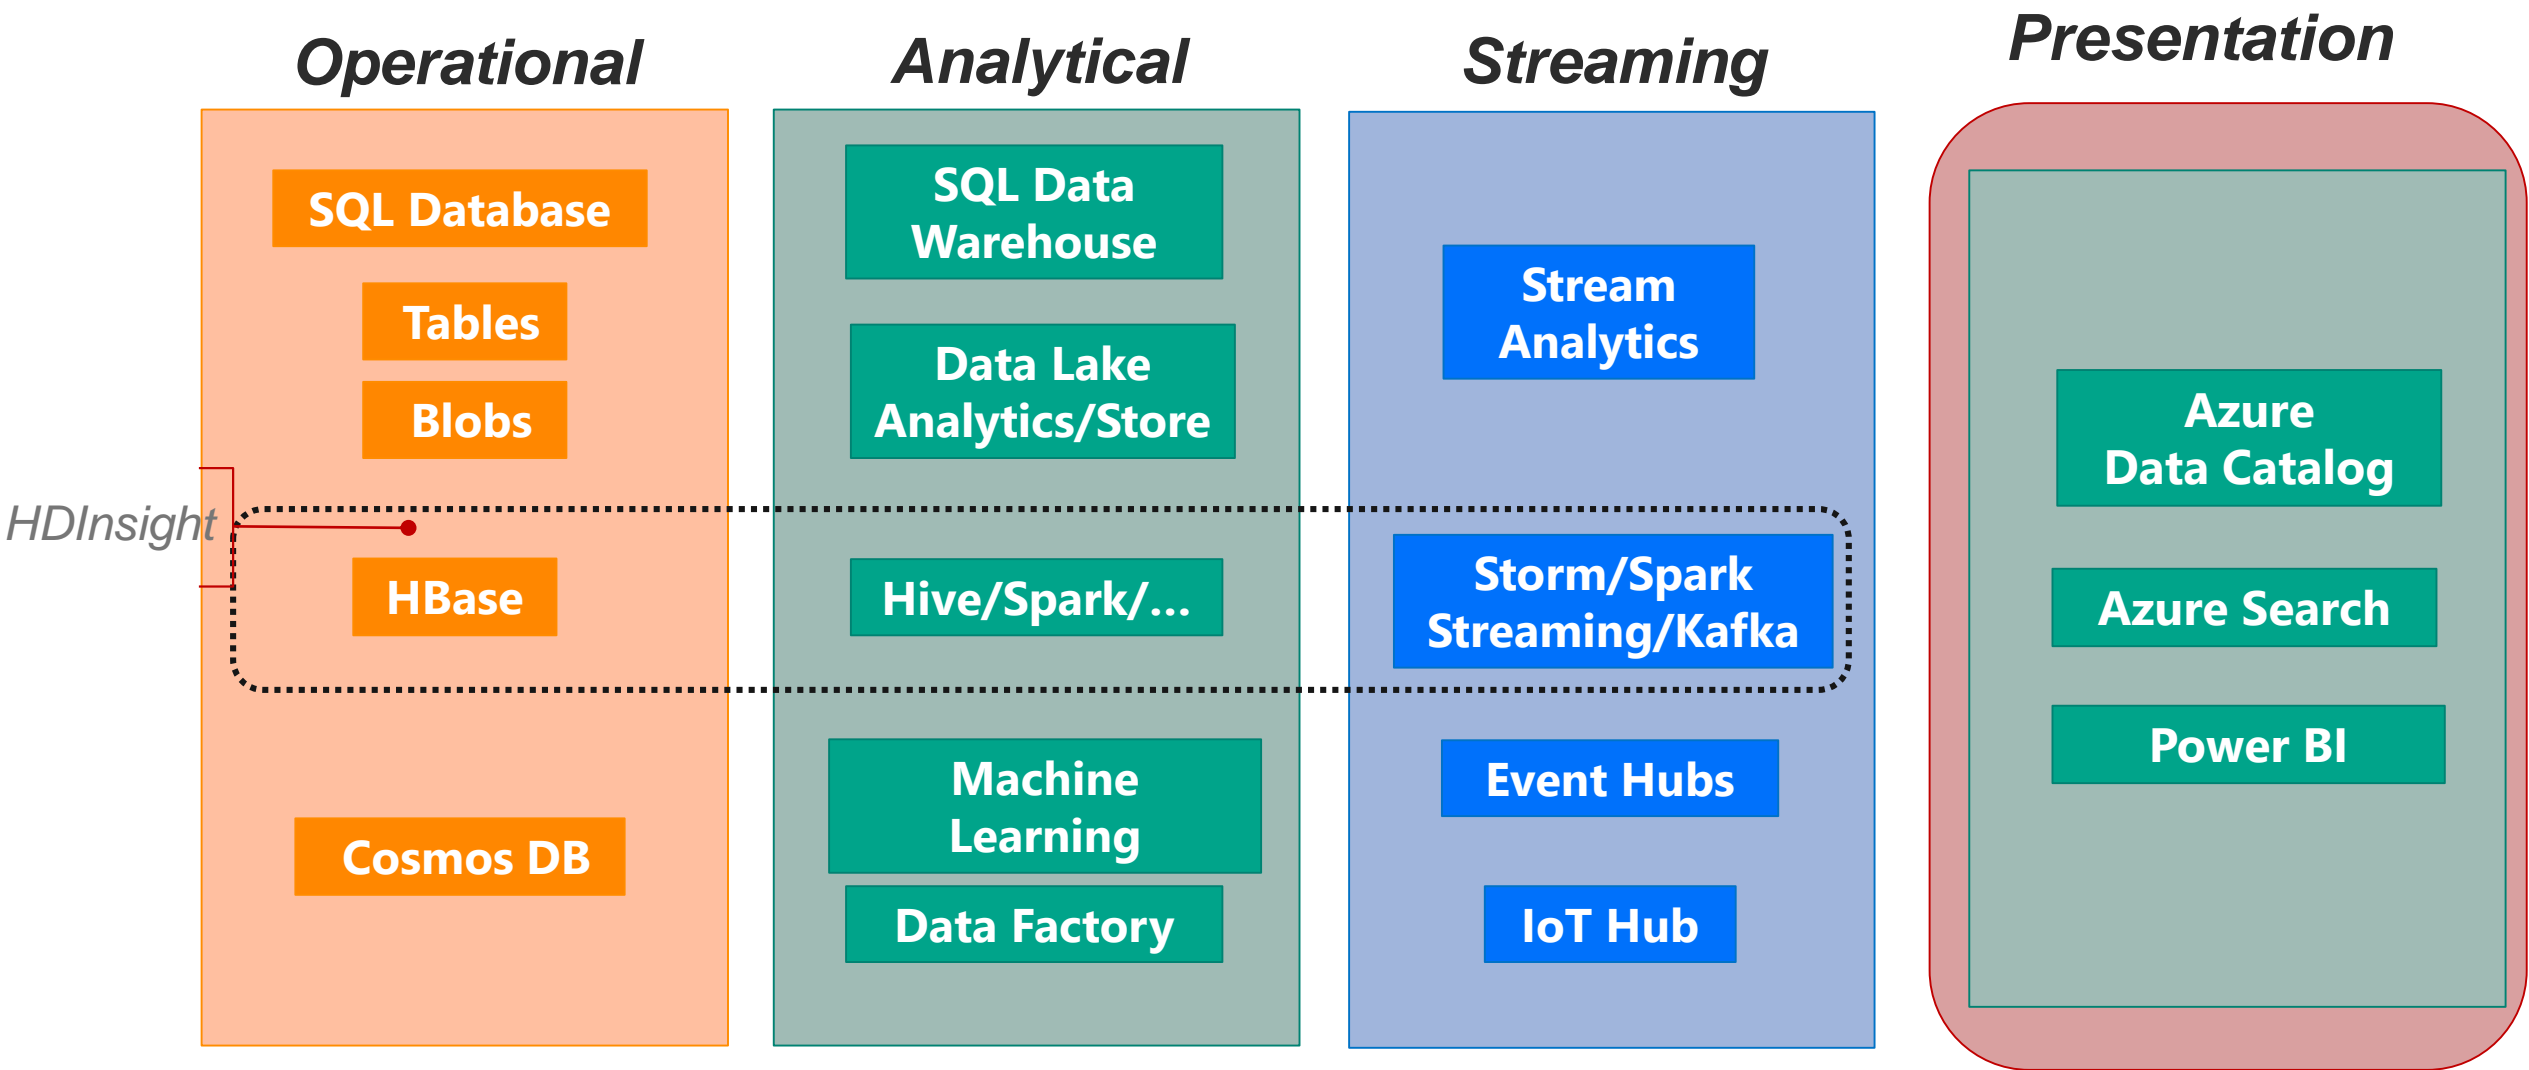 Operational
SQL Database
Tables
Blobs
HDInsight
HBase
Cosmos DB
Analytical
SQL Data
Warehouse
Data Lake
Analytics/Store
Hive/Spark/...
Machine
Learning
Data Factory
Streaming
Stream
Analytics
Storm/Spark
Streaming/Kafka
Event Hubs
IoT Hub
Presentation
Azure
Data Catalog
Azure Search
Power BI